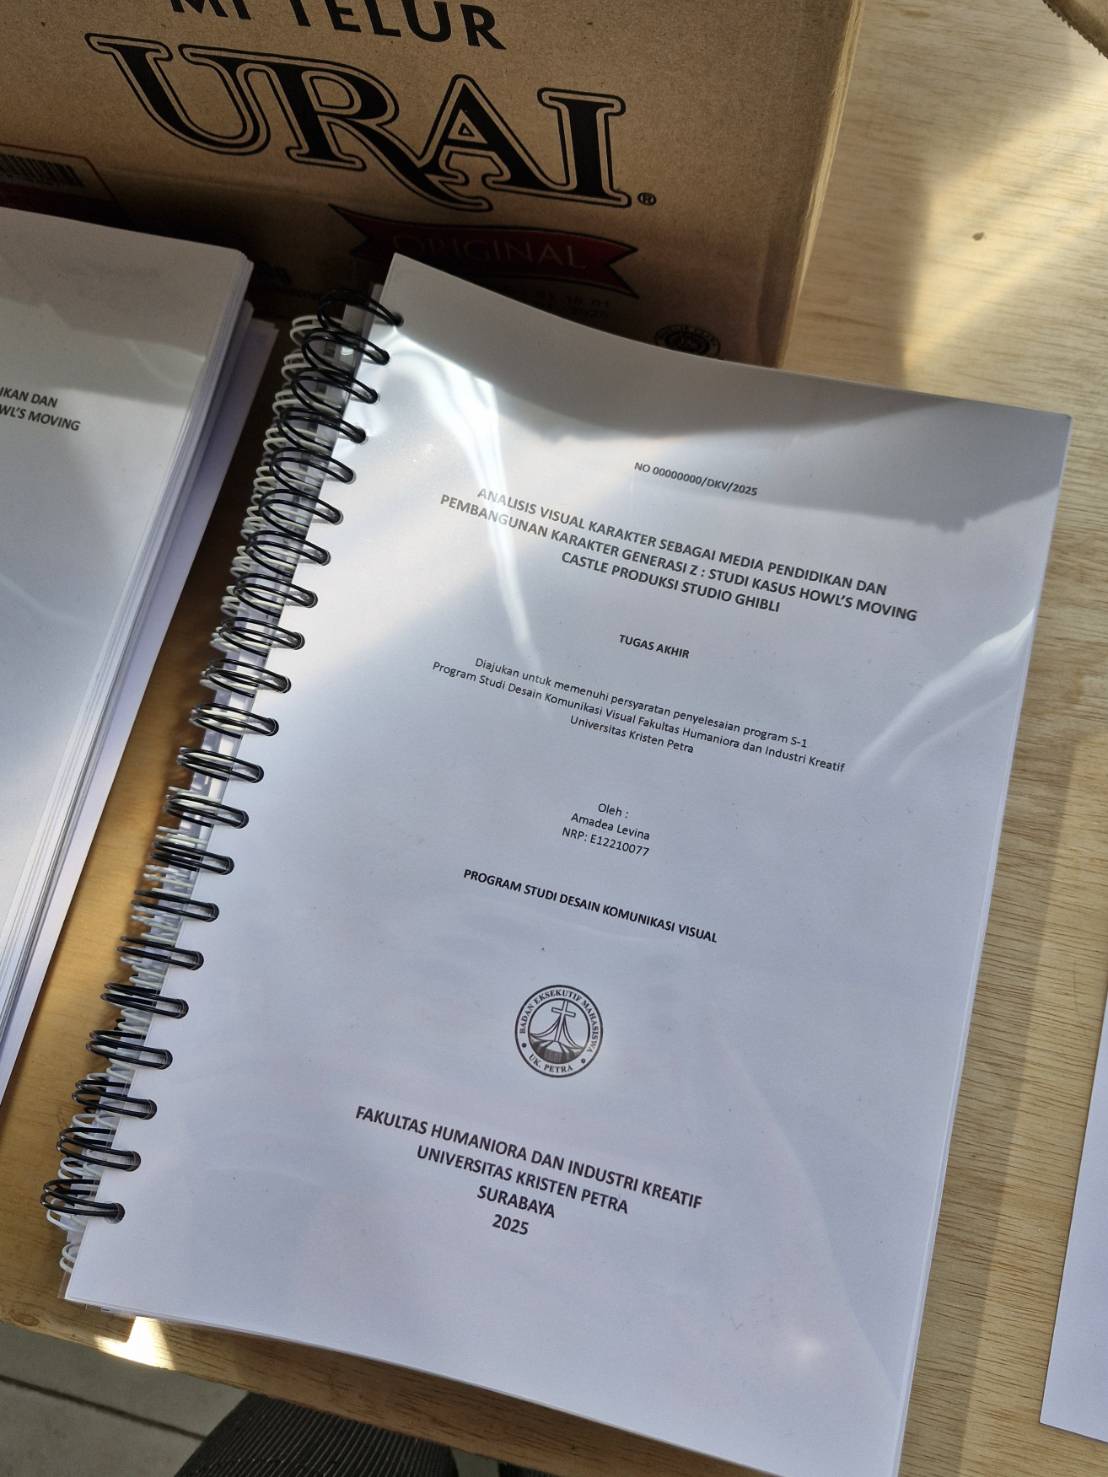 MI TELUR
URAI®
ORIGINAL
IKAN DAN
WL'S MOVING
NO 00000000/DKV/2025
ANALISIS VISUAL KARAKTER SEBAGAI MEDIA PENDIDIKAN DAN
PEMBANGUNAN KARAKTER GENERASI Z : STUDI KASUS HOWL'S MOVING
CASTLE PRODUKSI STUDIO GHIBLI
TUGAS AKHIR
Diajukan untuk memenuhi persyaratan penyelesaian program S-1
Program Studi Desain Komunikasi Visual Fakultas Humaniora dan Industri Kreatif
Universitas Kristen Petra
Oleh :
Amadea Levina
NRP: E12210077
PROGRAM STUDI DESAIN KOMUNIKASI VISUAL
BADAN EKSEKUTIF MAHASISWA
UK. PETRA
FAKULTAS HUMANIORA DAN INDUSTRI KREATIF
UNIVERSITAS KRISTEN PETRA
SURABAYA
2025